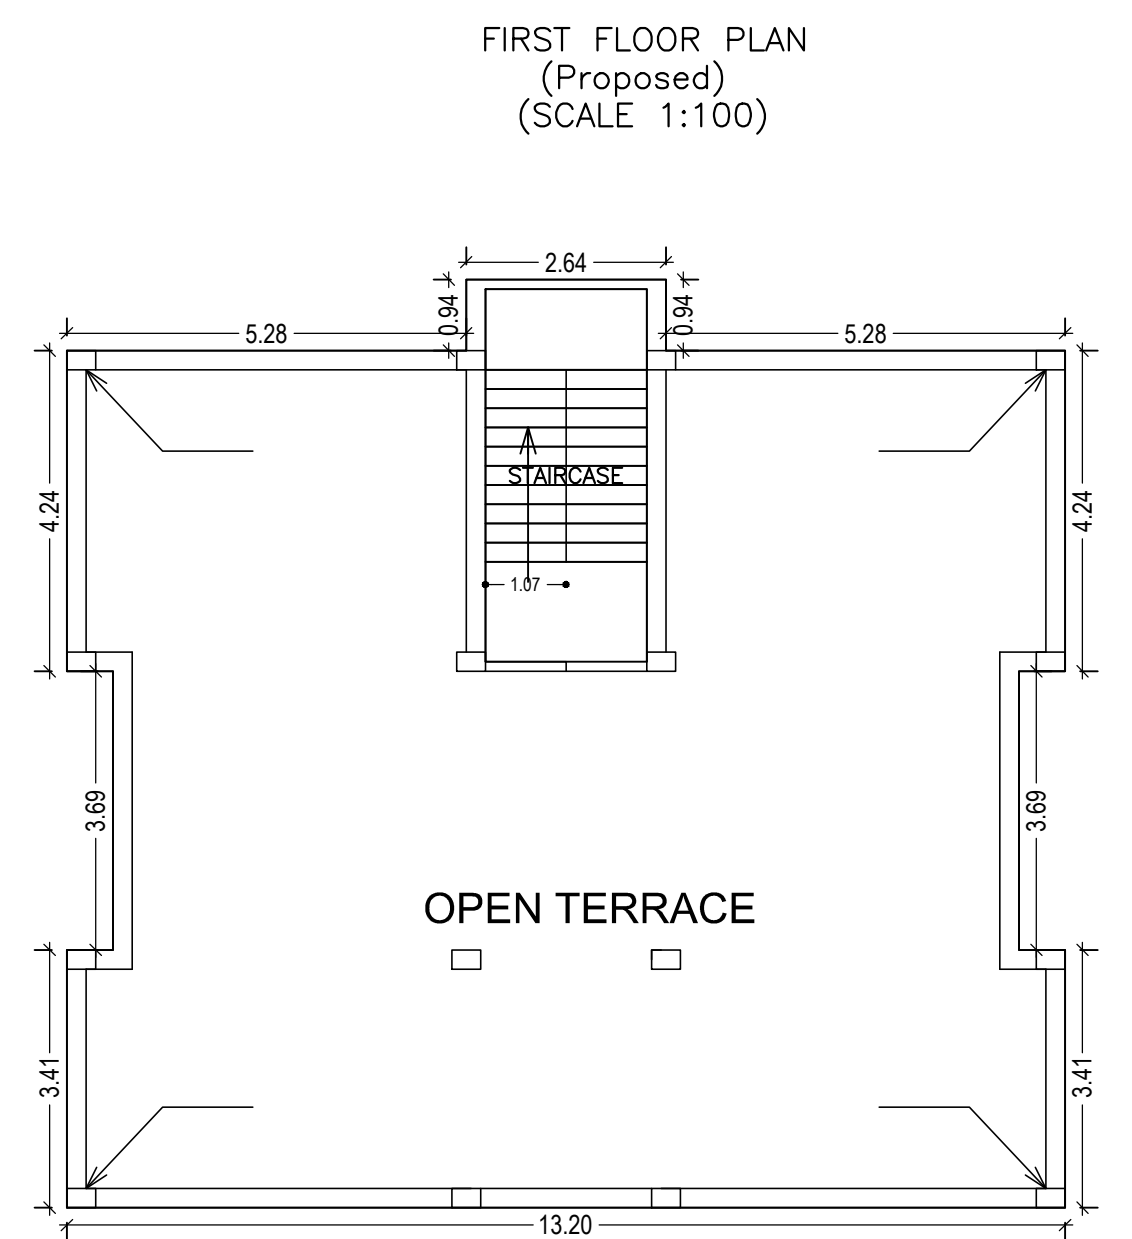 FIRST FLOOR PLAN
(Proposed)
(SCALE 1:100)
2.64
0.94
0.94
5.28
5.28
STAIRCASE
4.24
4.24
1.07
3.69
3.69
OPEN TERRACE
3.41
3.41
13.20